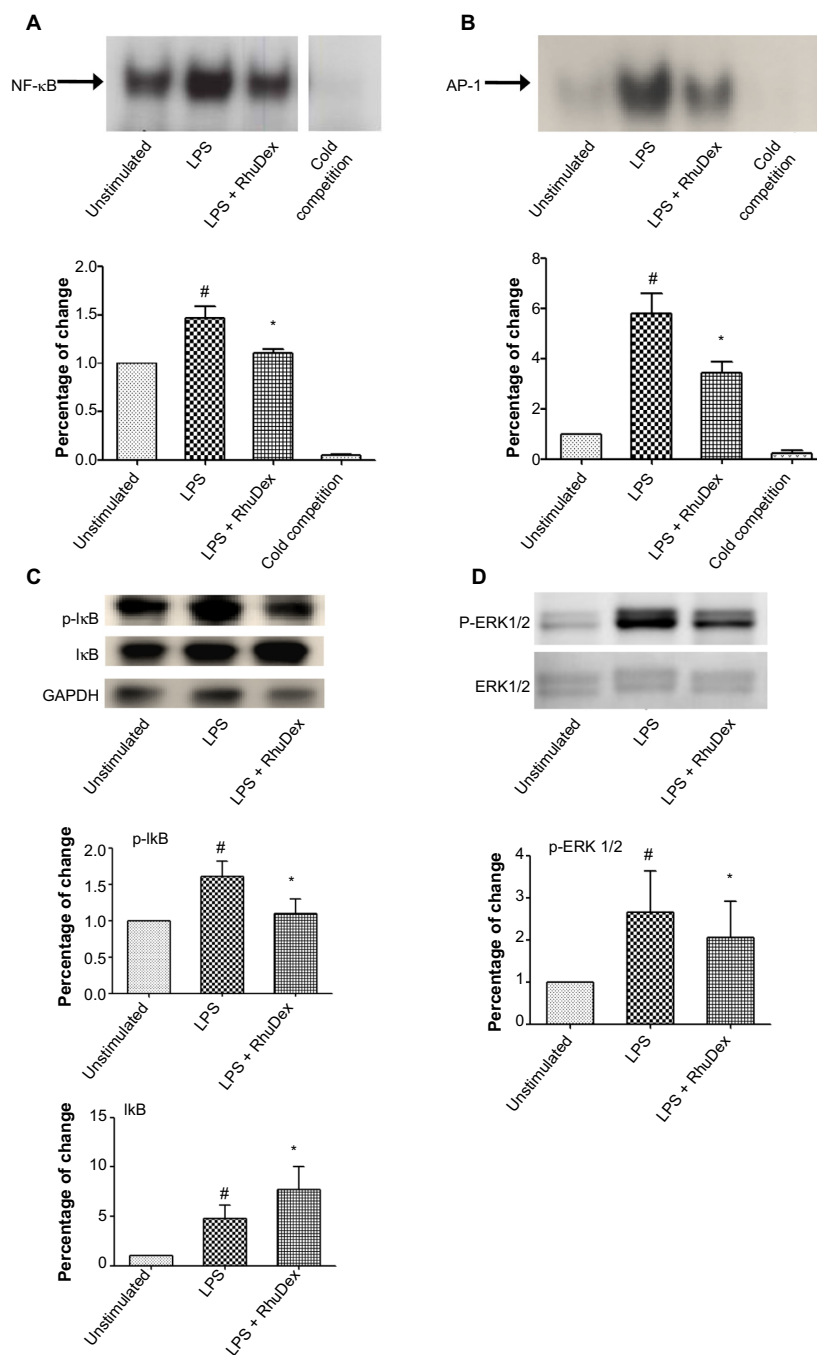 A
NF-κB
Unstimulated
LPS
LPS + RhuDex
Cold
competition
Percentage of change
2.0
1.5
1.0
0.5
0.0
#
*
Unstimulated
LPS
LPS + RhuDex
Cold competition
B
AP-1
Unstimulated
LPS
LPS + RhuDex
Cold
competition
Percentage of change
8
6
4
2
0
#
*
Unstimulated
LPS
LPS + RhuDex
Cold competition
C
p-IκB
IκB
GAPDH
Unstimulated
LPS
LPS + RhuDex
p-IkB
Percentage of change
2.0
1.5
1.0
0.5
0.0
#
*
Unstimulated
LPS
LPS + RhuDex
IkB
Percentage of change
15
10
5
0
#
*
Unstimulated
LPS
LPS + RhuDex
D
P-ERK1/2
ERK1/2
Unstimulated
LPS
LPS + RhuDex
p-ERK 1/2
Percentage of change
4
3
2
1
0
#
*
Unstimulated
LPS
LPS + RhuDex